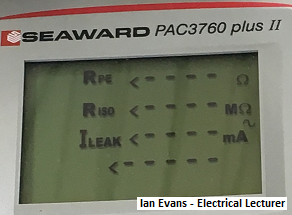 SEAWARD PAC3760 plus II
RPE <---- Ω
RISO <---- MΩ
ILEAK <---- ~mA
<----
Ian Evans - Electrical Lecturer